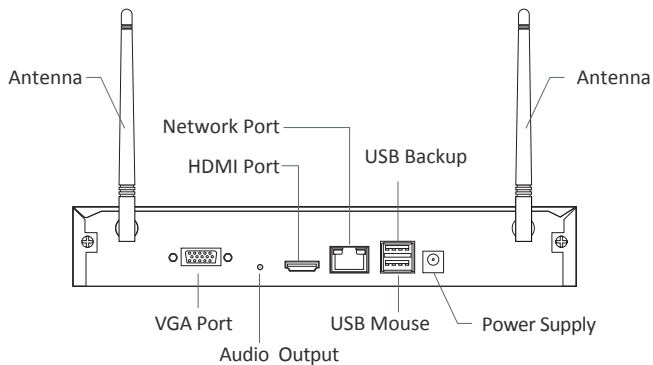 Antenna
Antenna
Network Port
USB Backup
HDMI Port
VGA Port
USB Mouse
Power Supply
Audio Output